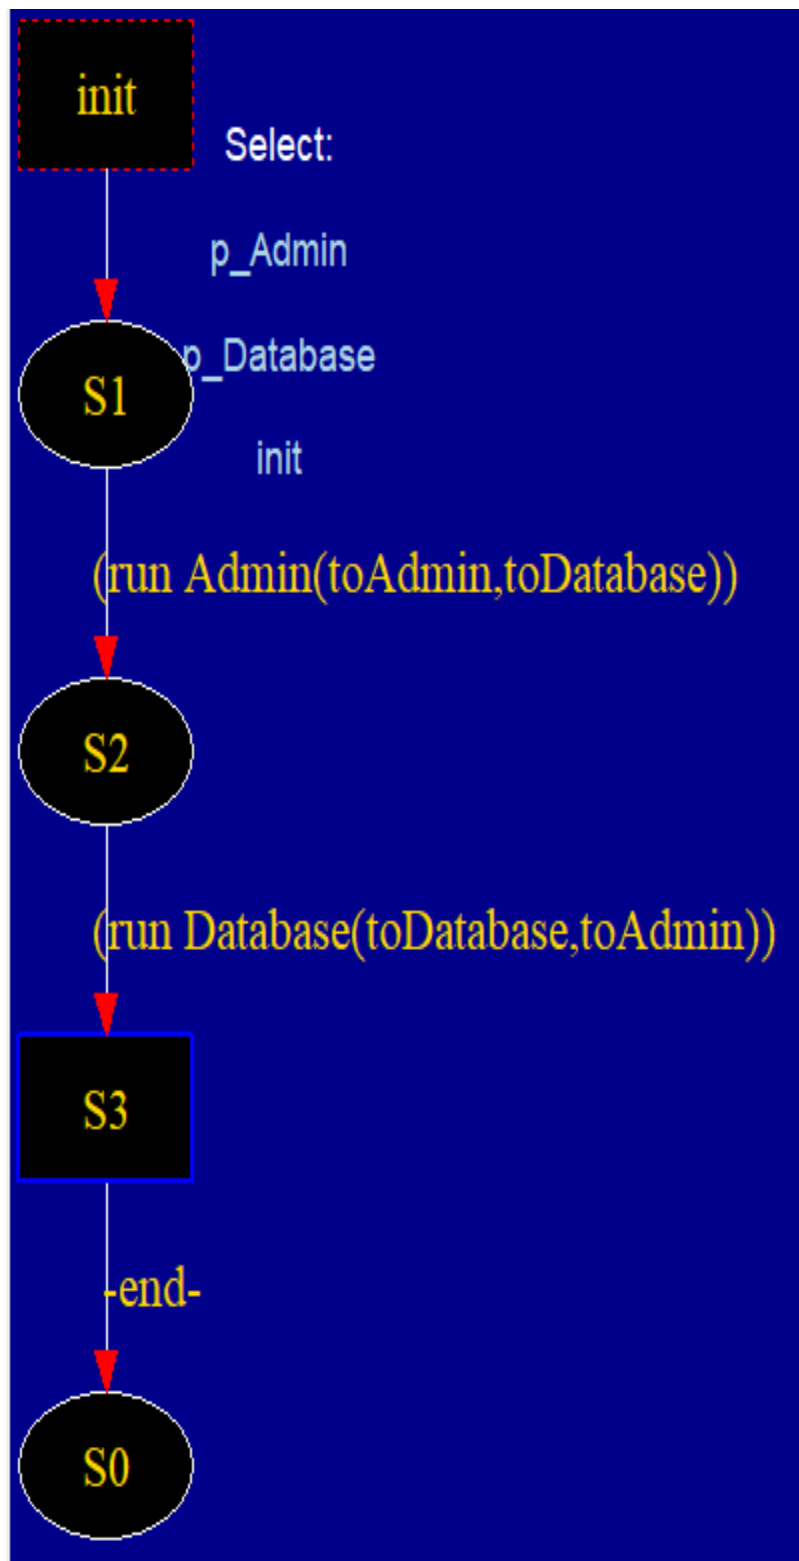 init
Select:
p_Admin
p_Database
S1
init
(run Admin(toAdmin,toDatabase))
S2
(run Database(toDatabase,toAdmin))
S3
-end-
S0